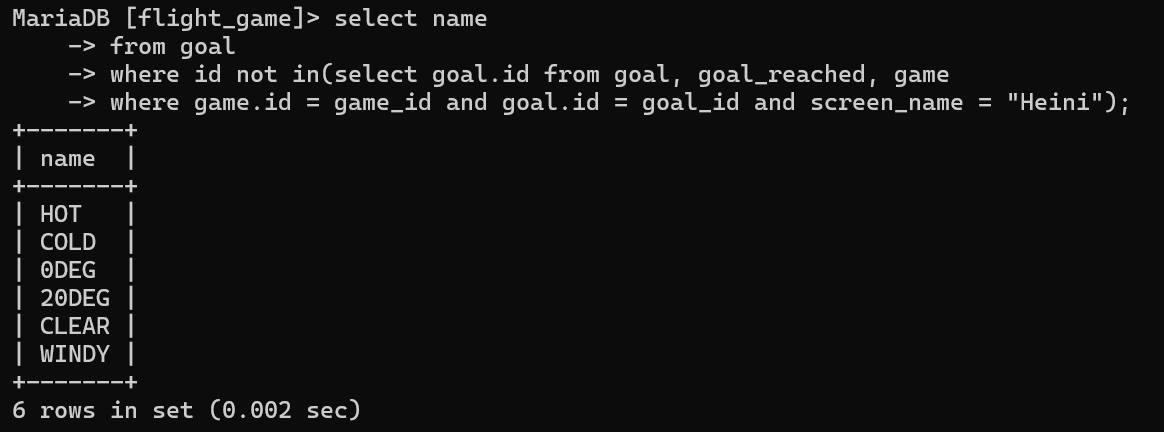 MariaDB [flight_game]> select name
    -> from goal
    -> where id not in(select goal.id from goal, goal_reached, game
    -> where game.id = game_id and goal.id = goal_id and screen_name = "Heini");
+-------+
| name  |
+-------+
| HOT   |
| COLD  |
| 0DEG  |
| 20DEG |
| CLEAR |
| WINDY |
+-------+
6 rows in set (0.002 sec)